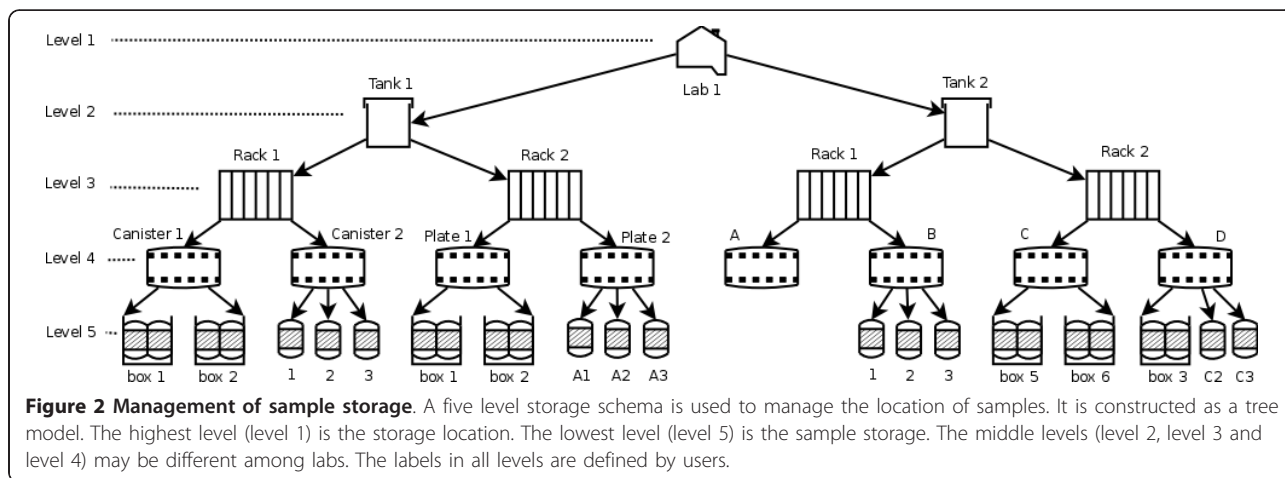 Level 1
Lab 1
Tank 1
Tank 2
Level 2
Rack 1
Rack 2
Rack 1
Rack 2
Level 3
Canister 1
Canister 2
Plate 1
Plate 2
A
B
C
D
Level 4
Level 5
box 1
box 2
1
2
3
box 1
box 2
A1
A2
A3
1
2
3
box 5
box 6
box 3
C2
C3
Figure 2 Management of sample storage. A five level storage schema is used to manage the location of samples. It is constructed as a tree
model. The highest level (level 1) is the storage location. The lowest level (level 5) is the sample storage. The middle levels (level 2, level 3 and
level 4) may be different among labs. The labels in all levels are defined by users.